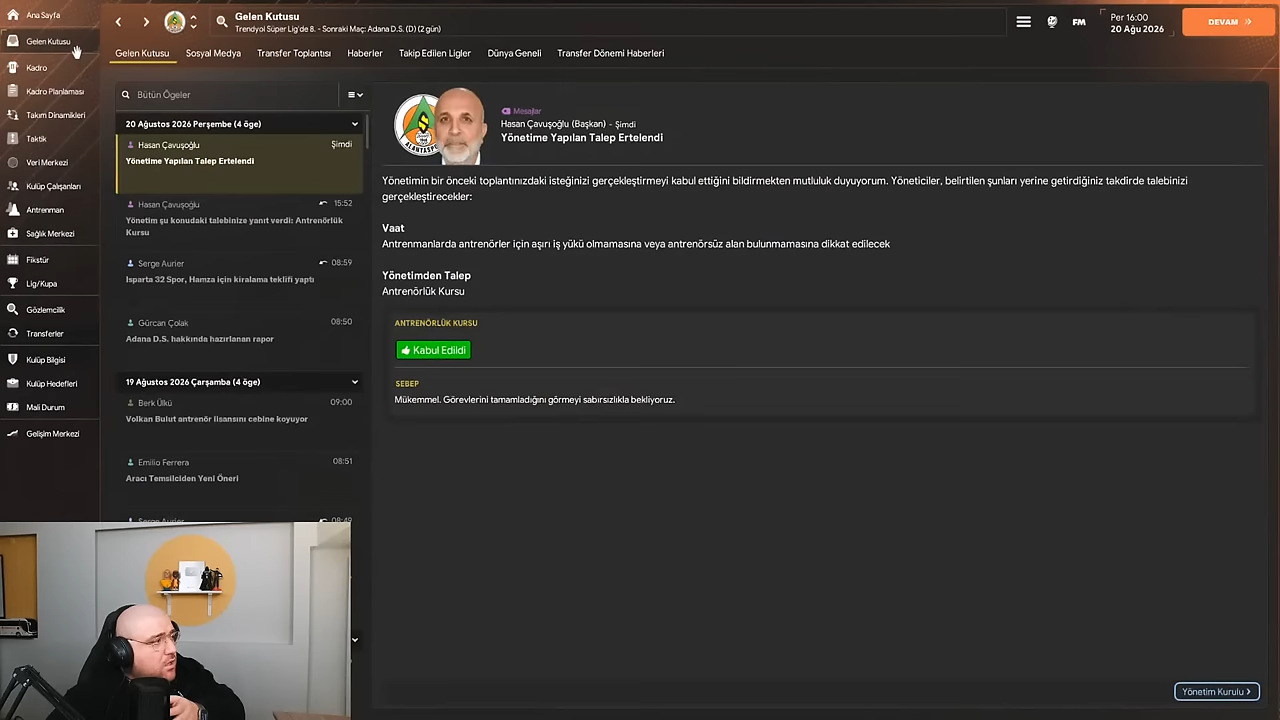 Ana Sayfa
Gelen Kutusu
Kadro
Kadro Planlaması
Takım Dinamikleri
Taktik
Veri Merkezi
Kulüp Çalışanları
Antrenman
Sağlık Merkezi
Fikstür
Lig/Kupa
Gözlemcilik
Transferler
Kulüp Bilgisi
Kulüp Hedefleri
Mali Durum
Gelişim Merkezi
Gelen Kutusu
Trendyol Süper Lig'de 8. - Sonraki Maç: Adana D.S. (D) (2 gün)
FM
Per 16:00
20 Ağu 2026
DEVAM
Gelen Kutusu
Sosyal Medya
Transfer Toplantısı
Haberler
Takip Edilen Ligler
Dünya Geneli
Transfer Dönemi Haberleri
Bütün Ögeler
20 Ağustos 2026 Perşembe (4 öge)
Hasan Çavuşoğlu Şimdi
Yönetime Yapılan Talep Ertelendi
Hasan Çavuşoğlu 15:52
Yönetim şu konudaki talebinize yanıt verdi: Antrenörlük
Kursu
Serge Aurier 08:59
Isparta 32 Spor, Hamza için kiralama teklifi yaptı
Gürcan Çolak 08:50
Adana D.S. hakkında hazırlanan rapor
19 Ağustos 2026 Çarşamba (4 öge)
Berk Ülkü 09:00
Volkan Bulut antrenör lisansını cebine koyuyor
Emilio Ferrera 08:51
Aracı Temsilciden Yeni Öneri
Serge Aurier 08:49
ALANYASPOR
Mesajlar
Hasan Çavuşoğlu (Başkan) - Şimdi
Yönetime Yapılan Talep Ertelendi
Yönetimin bir önceki toplantınızdaki isteğinizi gerçekleştirmeyi kabul ettiğini bildirmekten mutluluk duyuyorum. Yöneticiler, belirtilen şunları yerine getirdiğiniz takdirde talebinizi
gerçekleştirecekler:
Vaat
Antrenmanlarda antrenörler için aşırı iş yükü olmamasına veya antrenörsüz alan bulunmamasına dikkat edilecek
Yönetimden Talep
Antrenörlük Kursu
ANTRENÖRLÜK KURSU
Kabul Edildi
SEBEP
Mükemmel. Görevlerini tamamladığını görmeyi sabırsızlıkla bekliyoruz.
Yönetim Kurulu